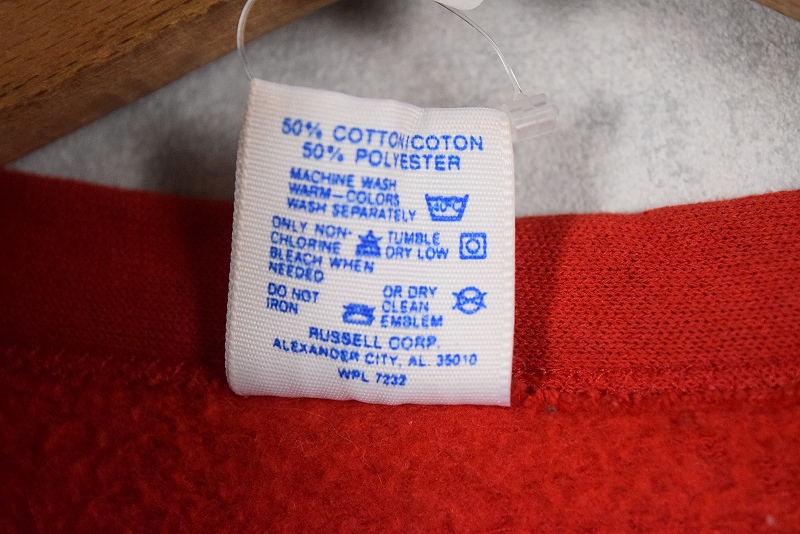 50% COTTON/COTON
50% POLYESTER
MACHINE WASH
WARM—COLORS
WASH SEPARATELY
40°C
ONLY NON-
CHLORINE
BLEACH WHEN
NEEDED
TUMBLE
DRY LOW
DO NOT
IRON
OR DRY
CLEAN
EMBLEM
RUSSELL CORP.
ALEXANDER CITY, AL. 35010
WPL 7232